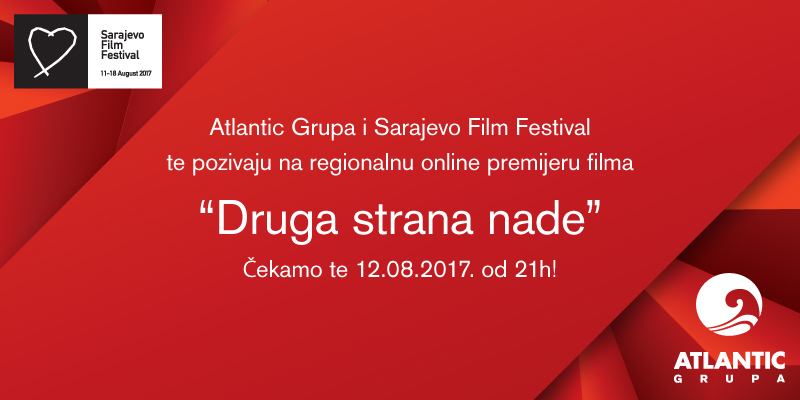 Sarajevo
Film
Festival
11-18 August 2017
Atlantic Grupa i Sarajevo Film Festival
te pozivaju na regionalnu online premijeru filma
“Druga strana nade”
Čekamo te 12.08.2017. od 21h!
ATLANTIC
GRUPA